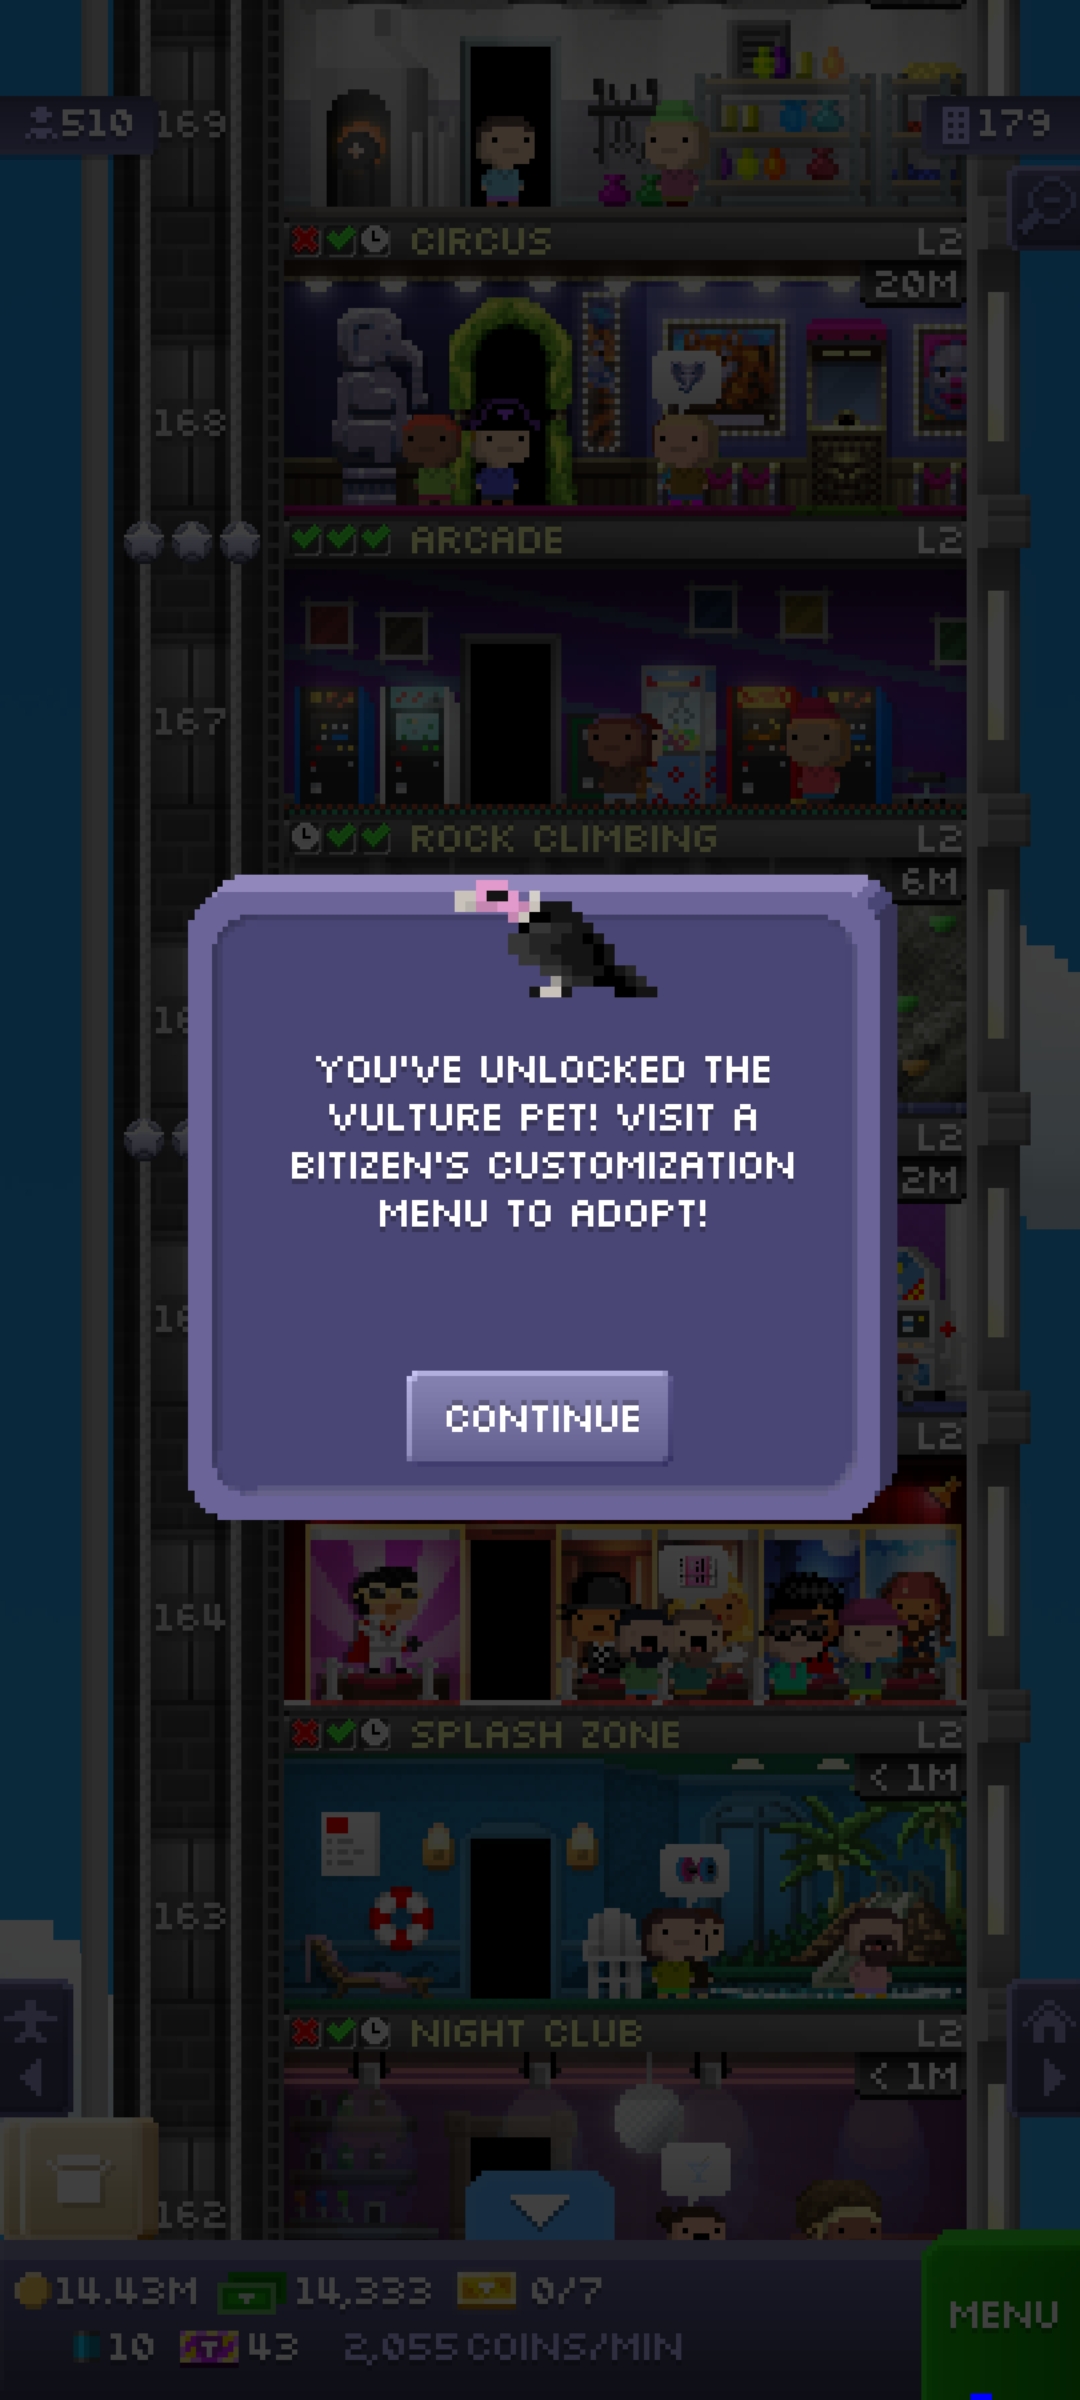 510
169
179
CIRCUS
L2
20M
168
ARCADE
L2
167
ROCK CLIMBING
L2
6M
YOU'VE UNLOCKED THE
VULTURE PET! VISIT A
BITIZEN'S CUSTOMIZATION
MENU TO ADOPT!
L2
2M
CONTINUE
L2
164
SPLASH ZONE
L2
< 1M
163
NIGHT CLUB
L2
< 1M
162
14.43M
14,333
0/7
10
43
2,055 COINS/MIN
MENU